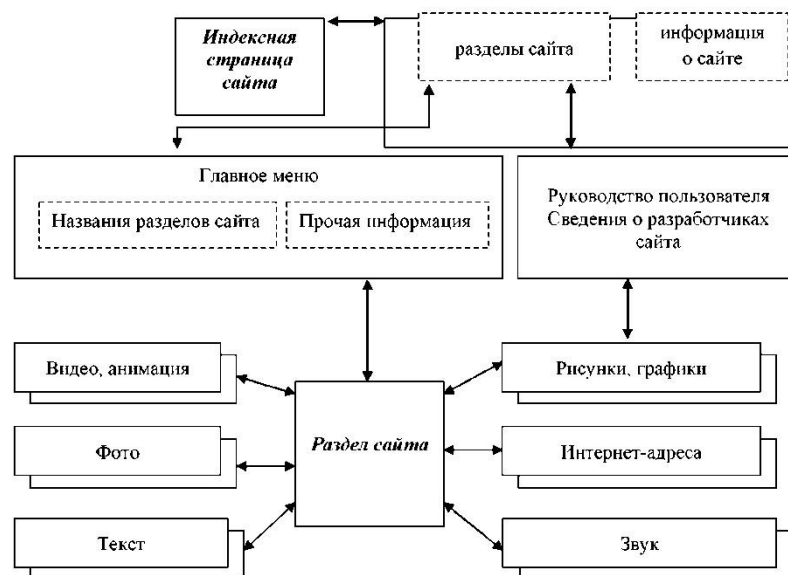 Индексная
страница
сайта
разделы сайта
информация
о сайте
Главное меню
Названия разделов сайта
Прочая информация
Руководство пользователя
Сведения о разработчиках
сайта
Видео, анимация
Рисунки, графики
Раздел сайта
Фото
Интернет-адреса
Текст
Звук